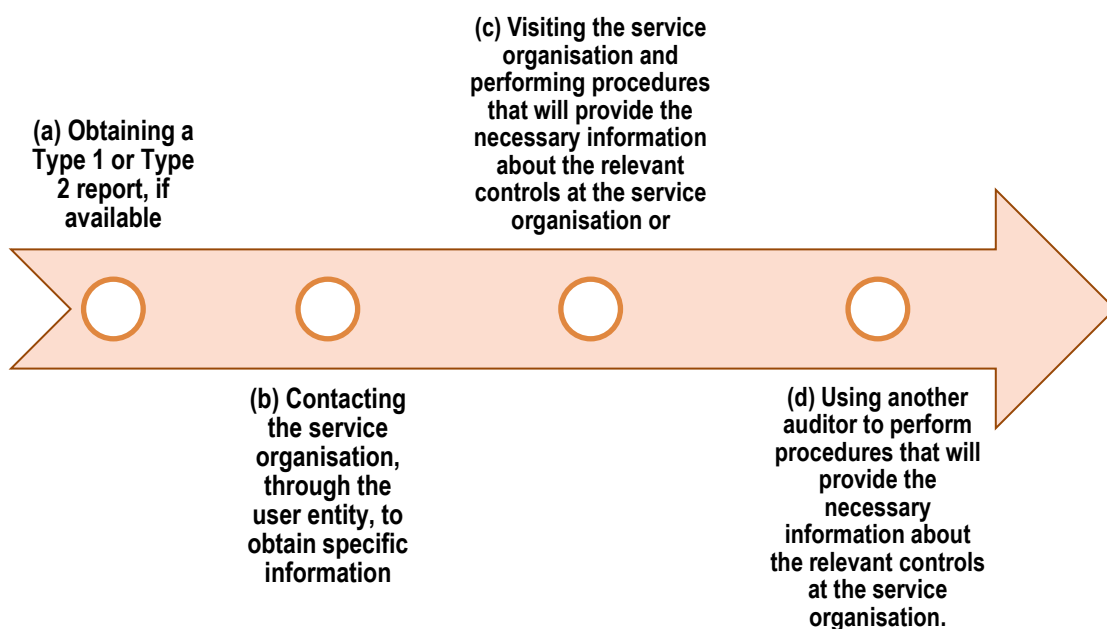 (a) Obtaining a
Type 1 or Type
2 report, if
available
(b) Contacting
the service
organisation,
through the
user entity, to
obtain specific
information
(c) Visiting the service
organisation and
performing procedures
that will provide the
necessary information
about the relevant
controls at the service
organisation or
(d) Using another
auditor to perform
procedures that will
provide the
necessary
information about
the relevant controls
at the service
organisation.